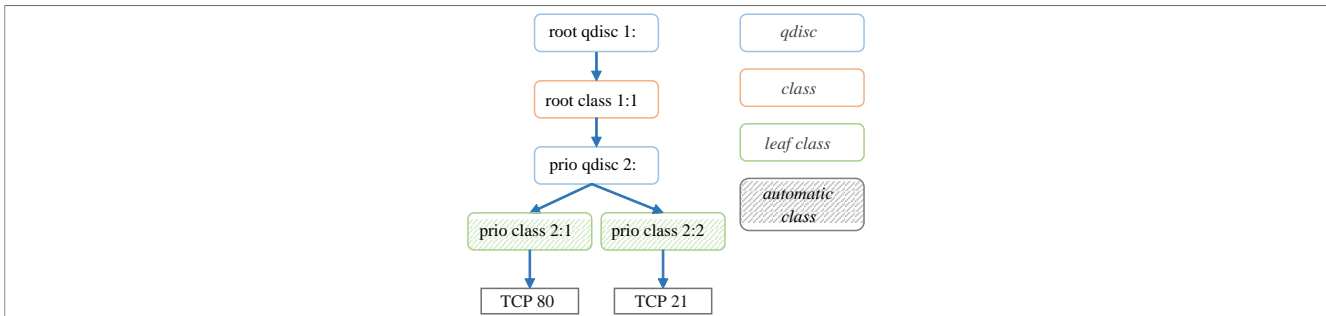 root qdisc 1:
qdisc
root class 1:1
class
prio qdisc 2:
leaf class
automatic
class
prio class 2:1
prio class 2:2
TCP 80
TCP 21